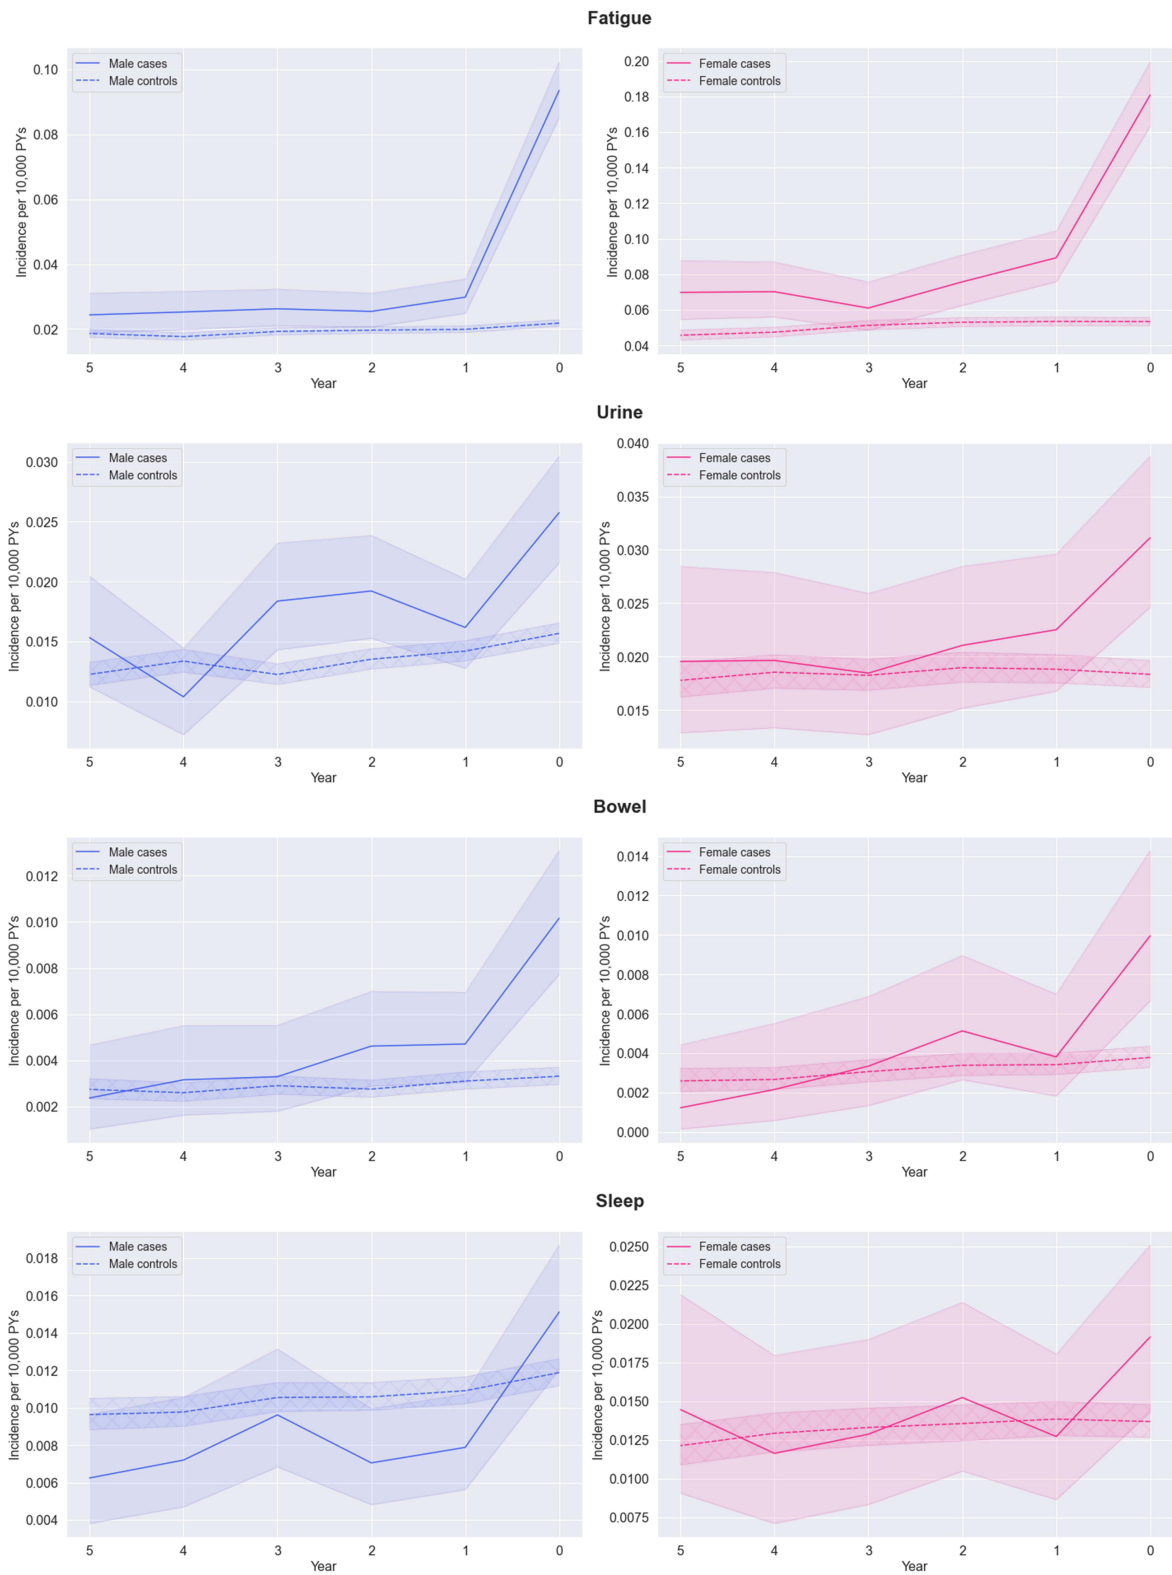 Fatigue
Male cases
Male controls
Incidence per 10,000 PYs
0.10
0.08
0.06
0.04
0.02
5 4 3 2 1 0
Year
Female cases
Female controls
Incidence per 10,000 PYs
0.20
0.18
0.16
0.14
0.12
0.10
0.08
0.06
0.04
5 4 3 2 1 0
Year
Urine
Male cases
Male controls
Incidence per 10,000 PYs
0.030
0.025
0.020
0.015
0.010
5 4 3 2 1 0
Year
Female cases
Female controls
Incidence per 10,000 PYs
0.040
0.035
0.030
0.025
0.020
0.015
5 4 3 2 1 0
Year
Bowel
Male cases
Male controls
Incidence per 10,000 PYs
0.012
0.010
0.008
0.006
0.004
0.002
5 4 3 2 1 0
Year
Female cases
Female controls
Incidence per 10,000 PYs
0.014
0.012
0.010
0.008
0.006
0.004
0.002
0.000
5 4 3 2 1 0
Year
Sleep
Male cases
Male controls
Incidence per 10,000 PYs
0.018
0.016
0.014
0.012
0.010
0.008
0.006
0.004
5 4 3 2 1 0
Year
Female cases
Female controls
Incidence per 10,000 PYs
0.0250
0.0225
0.0200
0.0175
0.0150
0.0125
0.0100
0.0075
5 4 3 2 1 0
Year